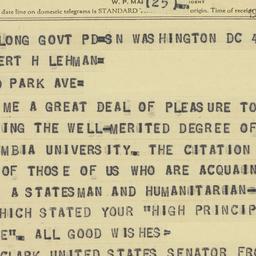 W. P. MA (25)
date line on domestic telegrams is STANDARD origin. Time of receipt
LONG GOVT PD=SN WASHINGTON DC 4
ERT H LEHMAN=
PARK AVE=
ME A GREAT DEAL OF PLEASURE TO
ING THE WELL-MERITED DEGREE OF
MBIA UNIVERSITY. THE CITATION
OF THOSE OF US WHO ARE ACQUAIN
A STATESMAN AND HUMANITARIAN-
HICH STATED YOUR "HIGH PRINCIP
E". ALL GOOD WISHES=
CLARK UNITED STATES SENATOR FRO